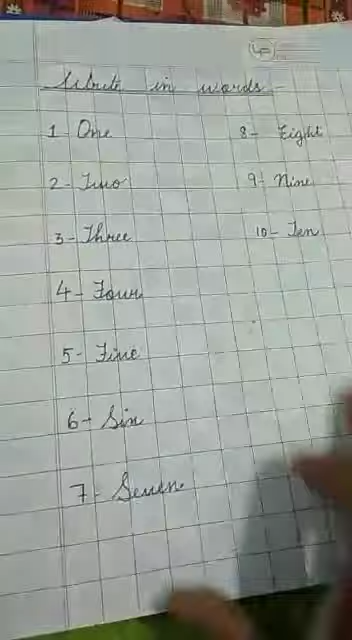 Write in words -
1 - One
2 - Two
3 - Three
4 - Four
5 - Five
6 - Six
7 - Seven
8 - Eight
9 - Nine
10 - Ten